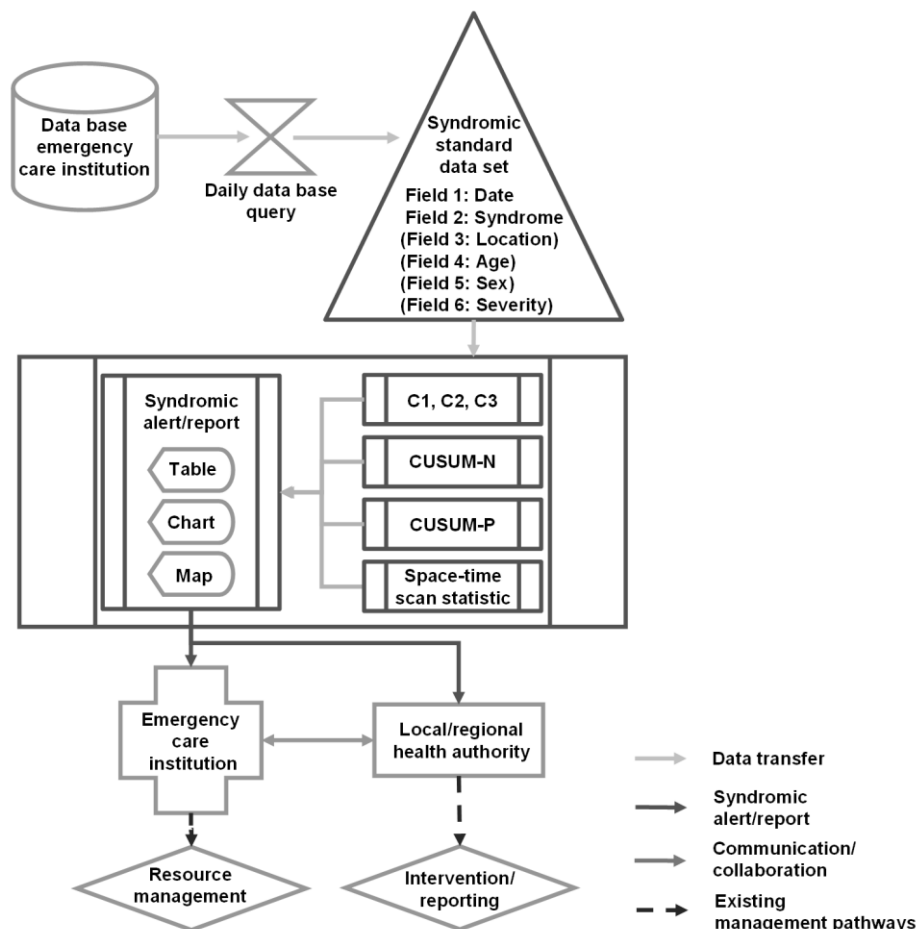 Data base
emergency
care institution
Daily data base
query
Syndromic
standard
data set
Field 1: Date
Field 2: Syndrome
(Field 3: Location)
(Field 4: Age)
(Field 5: Sex)
(Field 6: Severity)
Syndromic
alert/report
Table
Chart
Map
C1, C2, C3
CUSUM-N
CUSUM-P
Space-time
scan statistic
Emergency
care
institution
Local/regional
health authority
Resource
management
Intervention/
reporting
Data transfer
Syndromic
alert/report
Communication/
collaboration
Existing
management pathways